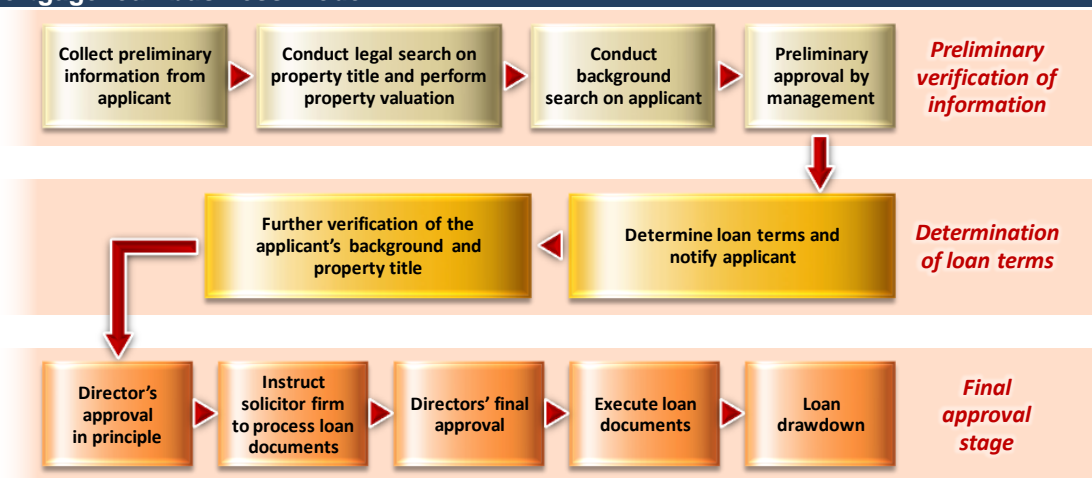 Collect preliminary
information from
applicant
Conduct legal search on
property title and perform
property valuation
Conduct
background
search on applicant
Preliminary
approval by
management
Preliminary
verification of
information
Further verification of the
applicant's background and
property title
Determine loan terms and
notify applicant
Determination
of loan terms
Director's
approval
in principle
Instruct
solicitor firm
to process loan
documents
Directors' final
approval
Execute loan
documents
Loan
drawdown
Final
approval
stage